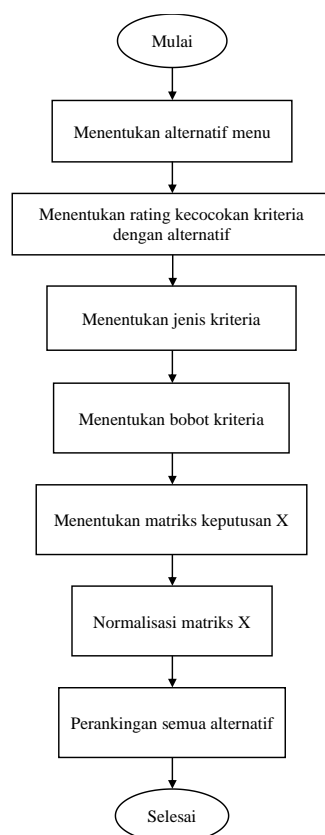 Mulai
Menentukan alternatif menu
Menentukan rating kecocokan kriteria
dengan alternatif
Menentukan jenis kriteria
Menentukan bobot kriteria
Menentukan matriks keputusan X
Normalisasi matriks X
Perankingan semua alternatif
Selesai